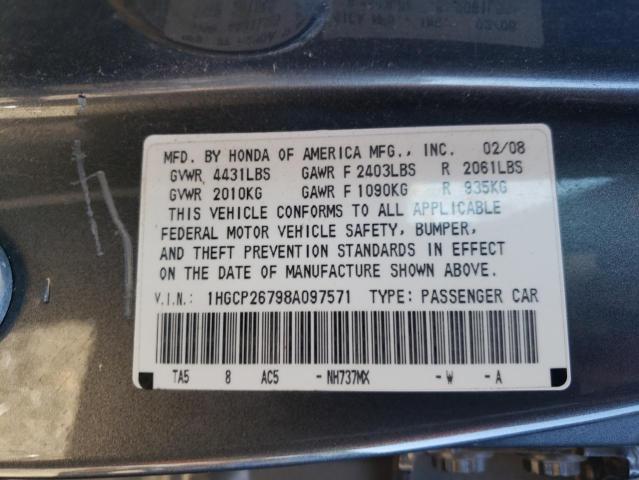 MFD. BY HONDA OF AMERICA MFG., INC. 02/08
GVWR 4431LBS GAWR F 2403LBS R 2061LBS
GVWR 2010KG GAWR F 1090KG R 935KG
THIS VEHICLE CONFORMS TO ALL APPLICABLE
FEDERAL MOTOR VEHICLE SAFETY, BUMPER,
AND THEFT PREVENTION STANDARDS IN EFFECT
ON THE DATE OF MANUFACTURE SHOWN ABOVE.
V.I.N.: 1HGCP26798A097571 TYPE: PASSENGER CAR
TA5 8 AC5 -NH737MX -W -A